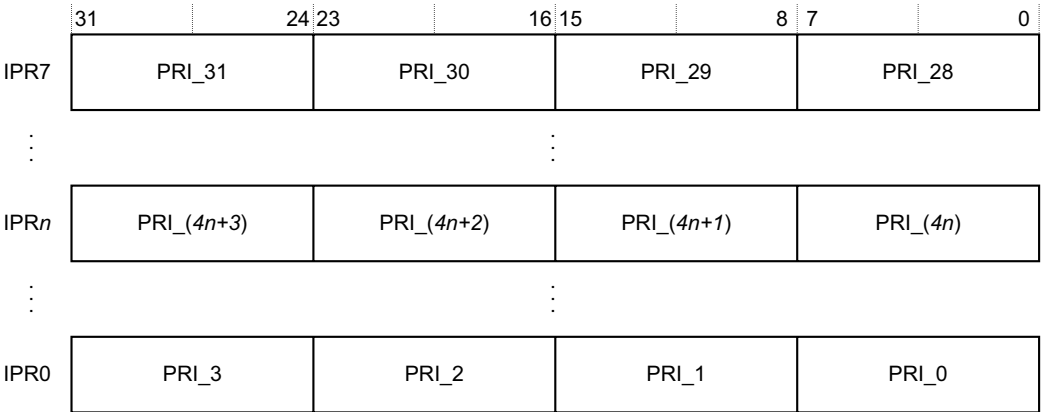 31 24 23 16 15 8 7 0
IPR7 PRI_31 PRI_30 PRI_29 PRI_28
IPRn PRI_(4n+3) PRI_(4n+2) PRI_(4n+1) PRI_(4n)
IPR0 PRI_3 PRI_2 PRI_1 PRI_0